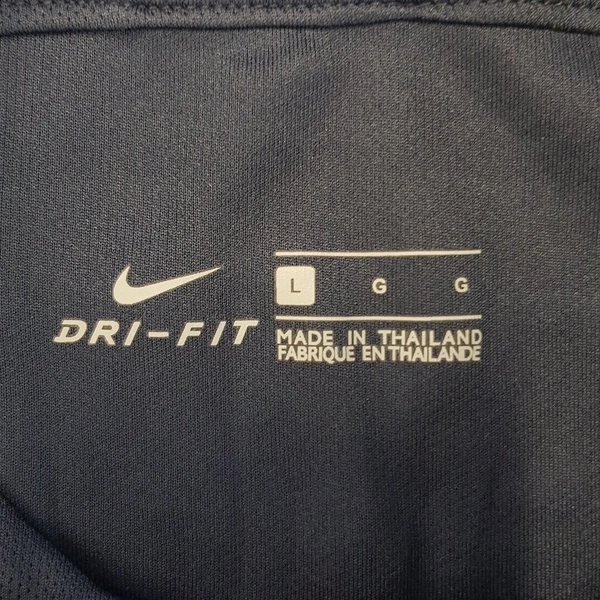 DRI-FIT
L G G
MADE IN THAILAND
FABRIQUE EN THAILANDE